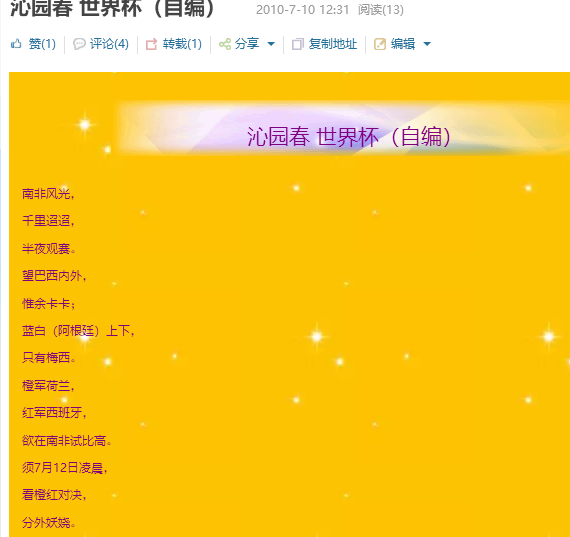 沁园春 世界杯（自编） 2010-7-10 12:31 阅读(13)
赞(1) 评论(4) 转载(1) 分享 复制地址 编辑
沁园春 世界杯（自编）
南非风光，
千里迢迢，
半夜观赛。
望巴西内外，
惟余卡卡；
蓝白（阿根廷）上下，
只有梅西。
橙军荷兰，
红军西班牙，
欲在南非试比高。
须7月12日凌晨，
看橙红对决，
分外妖娆。